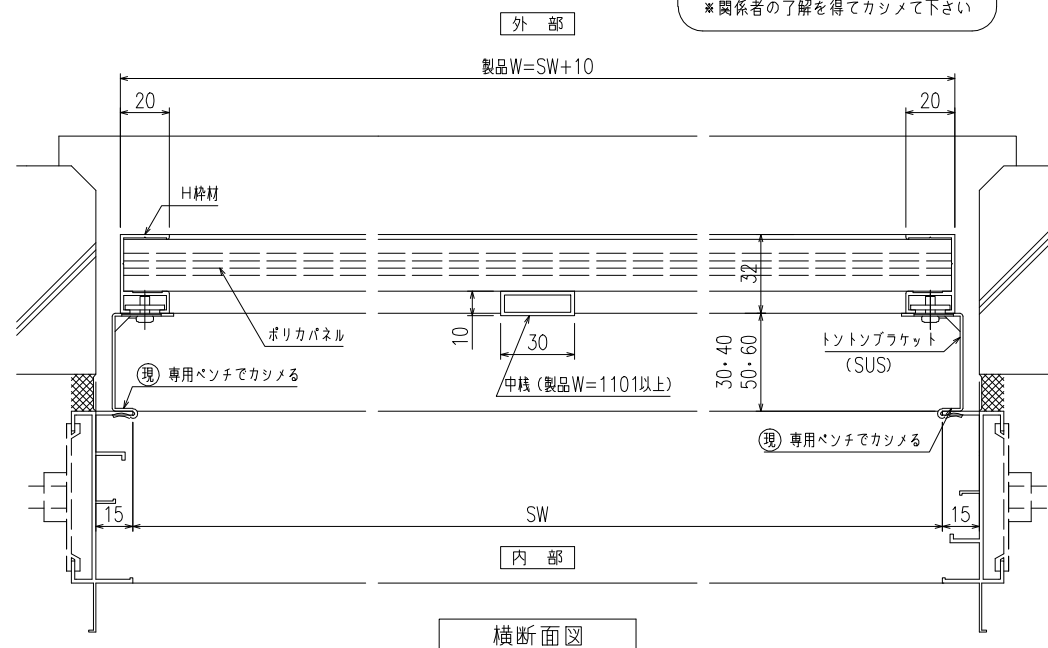 ※関係者の了解を得てカシメて下さい
外 部
製品W=SW+10
20
20
H枠材
32
ポリカパネル
10
30
30・40
50・60
トントンブラケット
(SUS)
現 専用ペンチでカシメる
中桟(製品W=1101以上)
現 専用ペンチでカシメる
15
SW
15
内 部
横断面図